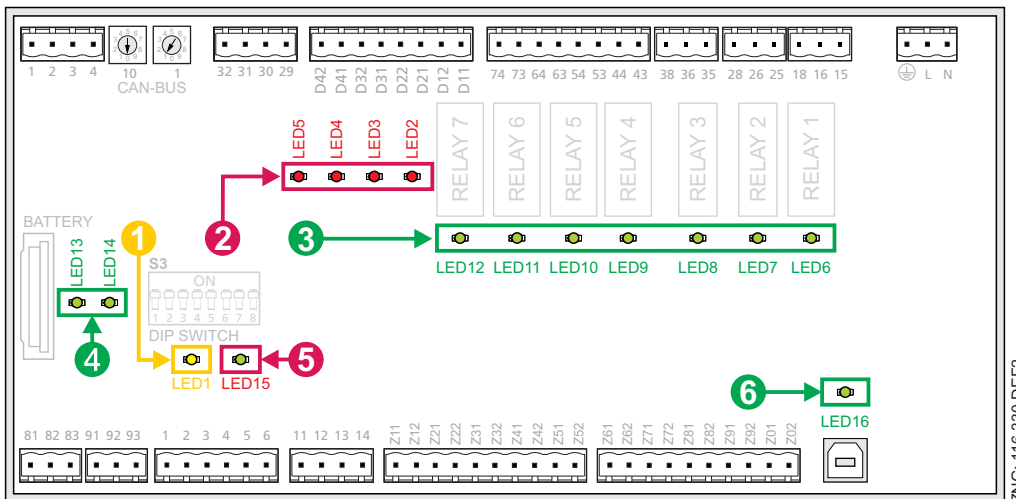 1 2 3 4
10 1
CAN-BUS
32 31 30 29
D42 D41 D32 D31 D22 D21 D12 D11
74 73 64 63 54 53 44 43
38 36 35
28 26 25
18 16 15
L N
LED5 LED4 LED3 LED2
RELAY 7 RELAY 6 RELAY 5 RELAY 4 RELAY 3 RELAY 2 RELAY 1
1 2 3
BATTERY
LED13 LED14
S3
ON
1 2 3 4 5 6 7 8
DIP SWITCH
LED12 LED11 LED10 LED9 LED8 LED7 LED6
4 5 6
LED1 LED15
LED16
81 82 83 91 92 93
1 2 3 4 5 6
11 12 13 14
Z11 Z12 Z21 Z22 Z31 Z32 Z41 Z42 Z51 Z52
Z61 Z62 Z71 Z72 Z81 Z82 Z91 Z92 Z01 Z02